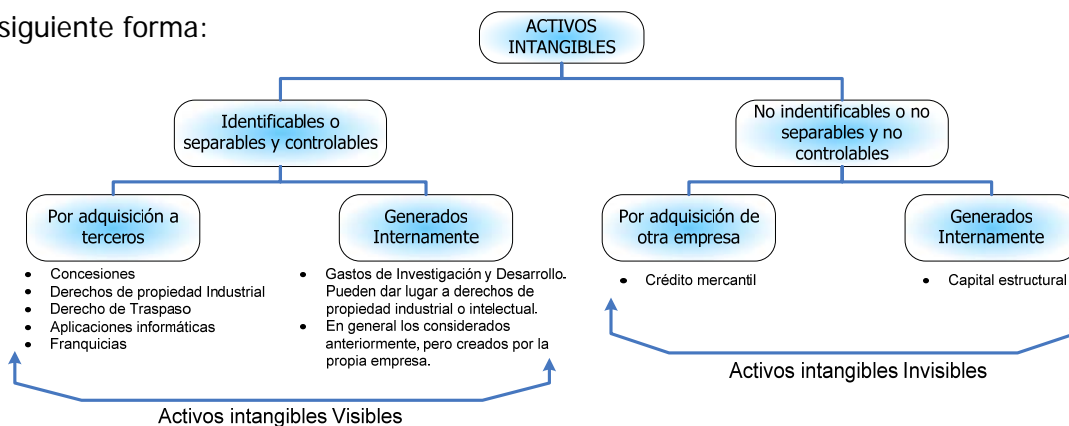 siguiente forma:
ACTIVOS
INTANGIBLES
Identificables o
separables y controlables
No indentificables o no
separables y no
controlables
Por adquisición a
terceros
Generados
Internamente
Por adquisición de
otra empresa
Generados
Internamente
• Concesiones
• Derechos de propiedad Industrial
• Derecho de Traspaso
• Aplicaciones informáticas
• Franquicias
• Gastos de Investigación y Desarrollo.
Pueden dar lugar a derechos de
propiedad industrial o intelectual.
• En general los considerados
anteriormente, pero creados por la
propia empresa.
• Crédito mercantil
• Capital estructural
Activos intangibles Visibles
Activos intangibles Invisibles